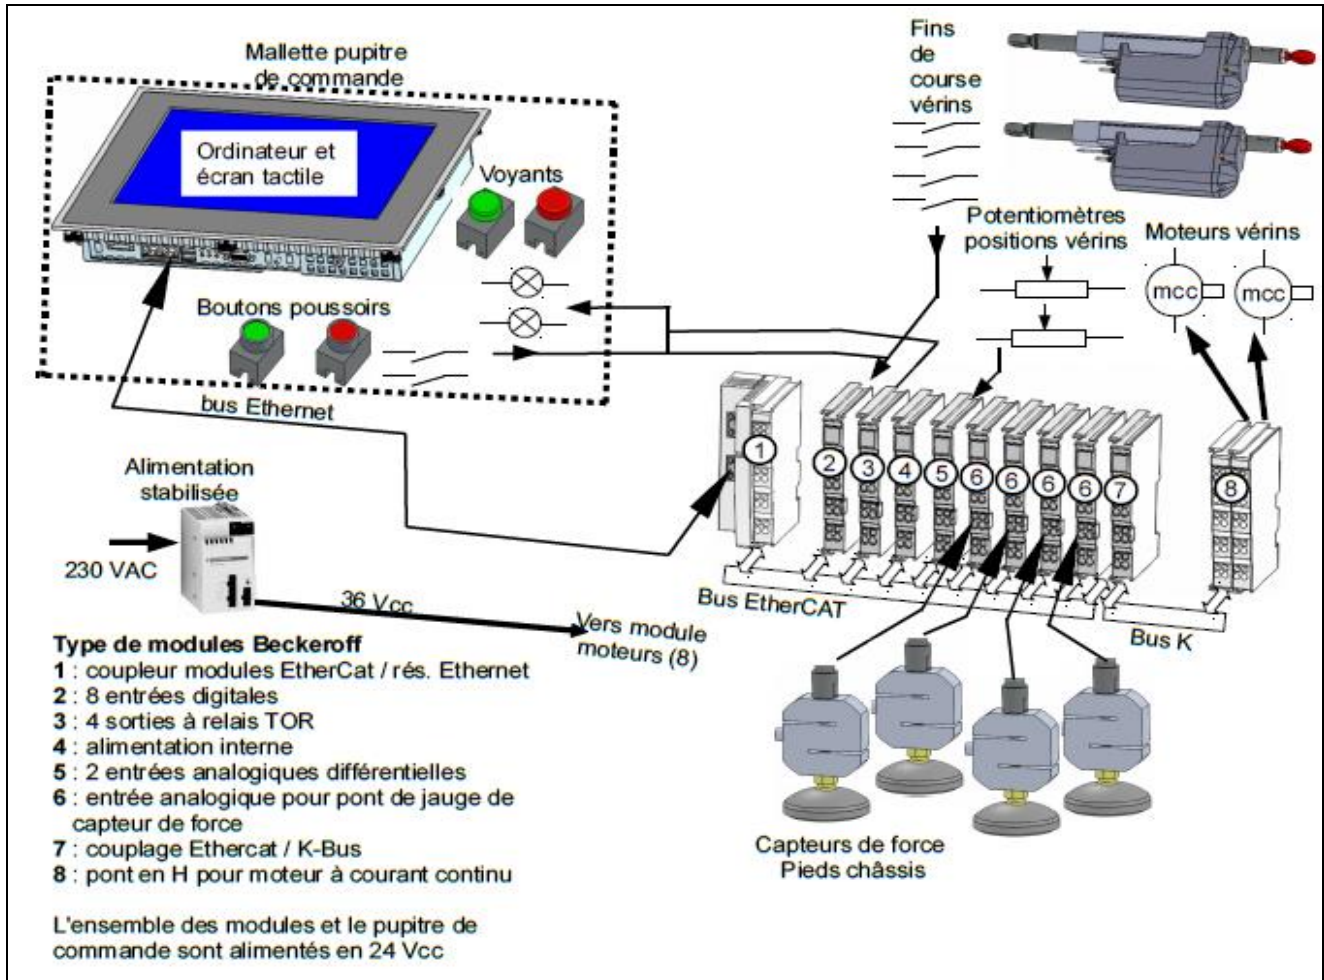 Mallette pupitre
de commande
Ordinateur et
écran tactile
Voyants
Boutons poussoirs
bus Ethernet
Fins
de
course
vérins
Potentiomètres
positions vérins
Moteurs vérins
mcc
mcc
1
2
3
4
5
6
6
6
6
7
8
Alimentation
stabilisée
230 VAC
36 Vcc
Vers module
moteurs (8)
Bus EtherCAT
Bus K
Capteurs de force
Pieds châssis
Type de modules Beckeroff
1 : coupleur modules EtherCat / rés. Ethernet
2 : 8 entrées digitales
3 : 4 sorties à relais TOR
4 : alimentation interne
5 : 2 entrées analogiques différentielles
6 : entrée analogique pour pont de jauge de
capteur de force
7 : couplage Ethercat / K-Bus
8 : pont en H pour moteur à courant continu
L'ensemble des modules et le pupitre de
commande sont alimentés en 24 Vcc